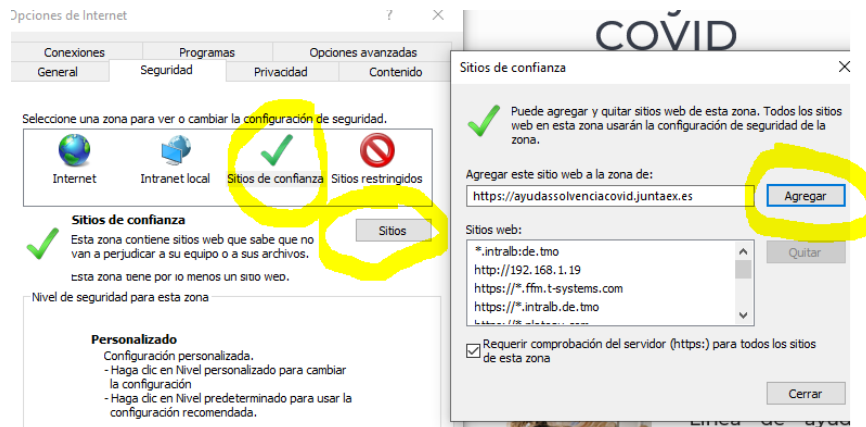 Opciones de Internet
?
Conexiones
Programas
Opciones avanzadas
General
Seguridad
Privacidad
Contenido
Seleccione una zona para ver o cambiar la configuración de seguridad.
Internet
Intranet local
Sitios de confianza
Sitios restringidos
Sitios de confianza
Esta zona contiene sitios web que sabe que no
van a perjudicar a su equipo o a sus archivos.
Esta zona tiene por lo menos un sitio web.
Sitios
Nivel de seguridad para esta zona
Personalizado
Configuración personalizada.
- Haga clic en Nivel personalizado para cambiar
la configuración
- Haga clic en Nivel predeterminado para usar la
configuración recomendada.
COVID
Sitios de confianza
Puede agregar y quitar sitios web de esta zona. Todos los sitios
web en esta zona usarán la configuración de seguridad de la
zona.
Agregar este sitio web a la zona de:
https://ayudassolvenciacovid.juntaex.es
Agregar
Sitios web:
*.intralb:de.tmo
http://192.168.1.19
https://*.ffm.t-systems.com
https://*.intralb.de.tmo
Quitar
Requerir comprobación del servidor (https:) para todos los sitios
de esta zona
Cerrar
Línea de